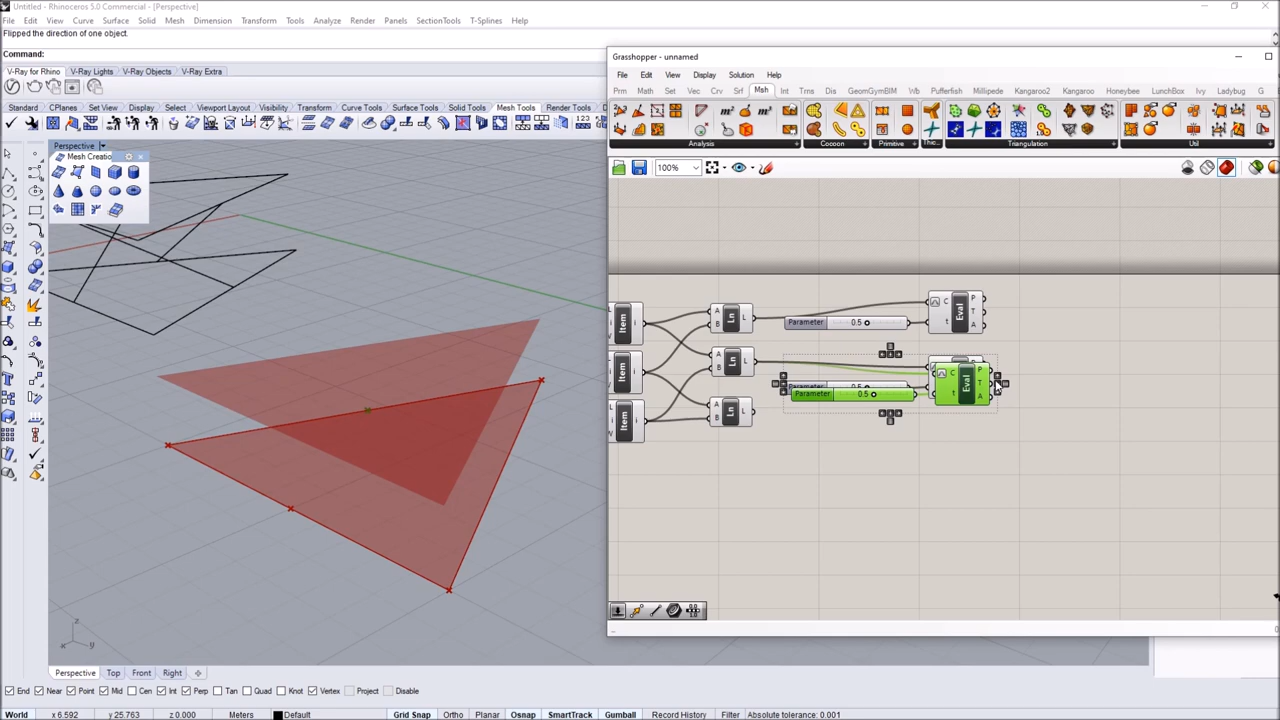 Untitled - Rhinoceros 5.0 Commercial - [Perspective]
File Edit View Curve Surface Solid Mesh Dimension Transform Tools Analyze Render Panels SectionTools T-Splines Help
Flipped the direction of one object.
Command:
V-Ray for Rhino V-Ray Lights V-Ray Objects V-Ray Extra
Standard CPlanes Set View Display Select Viewport Layout Visibility Transform Curve Tools Surface Tools Solid Tools Mesh Tools Render Tools
Perspective
Mesh Creatio
Grasshopper - unnamed
File Edit View Display Solution Help
Prm Math Set Vec Crv Srf Msh Int Trns Dis GeomGymBIM Wb Pufferfish Millipede Kangaroo2 Kangaroo Honeybee LunchBox Ivy Ladybug G
Analysis Cocoon Primitive Thic... Triangulation Util
100%
Item i
A B Ln L
Parameter 0.5
C t Eval P T A
Item i
A B Ln L
Parameter 0.5
C t Eval P T A
Item i
A B Ln L
z
x y
Perspective Top Front Right
End Near Point Mid Cen Int Perp Tan Quad Knot Vertex Project Disable
World x 6.592 y 25.763 z 0.000 Meters Default Grid Snap Ortho Planar Osnap SmartTrack Gumball Record History Filter Absolute tolerance: 0.001